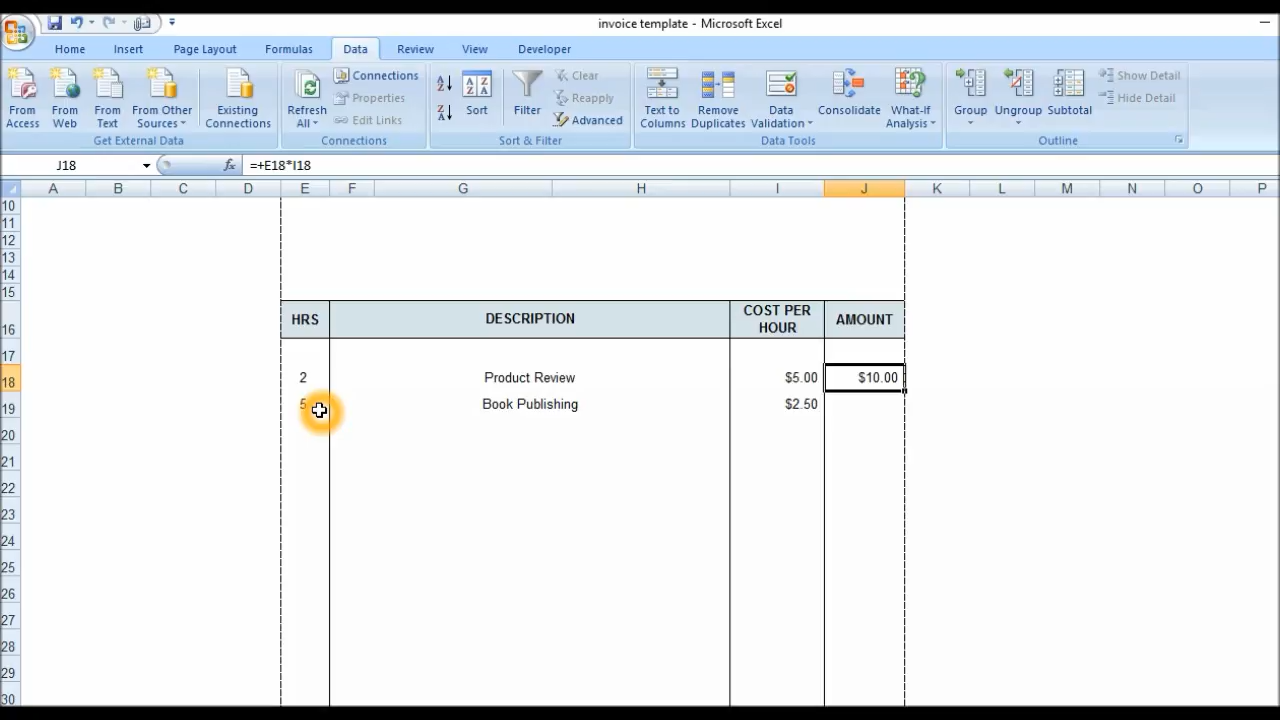 invoice template - Microsoft Excel
Home Insert Page Layout Formulas Data Review View Developer
From Access
From Web
From Text
From Other Sources
Existing Connections
Get External Data
Refresh All
Connections
Properties
Edit Links
Connections
Sort
Filter
Clear
Reapply
Advanced
Sort & Filter
Text to Columns
Remove Duplicates
Data Validation
Consolidate
What-If Analysis
Data Tools
Group
Ungroup
Subtotal
Show Detail
Hide Detail
Outline
J18 fx =+E18*I18
A B C D E F G H I J K L M N O P
10
11
12
13
14
15
16 HRS DESCRIPTION COST PER HOUR AMOUNT
17
18 2 Product Review $5.00 $10.00
19 5 Book Publishing $2.50
20
21
22
23
24
25
26
27
28
29
30